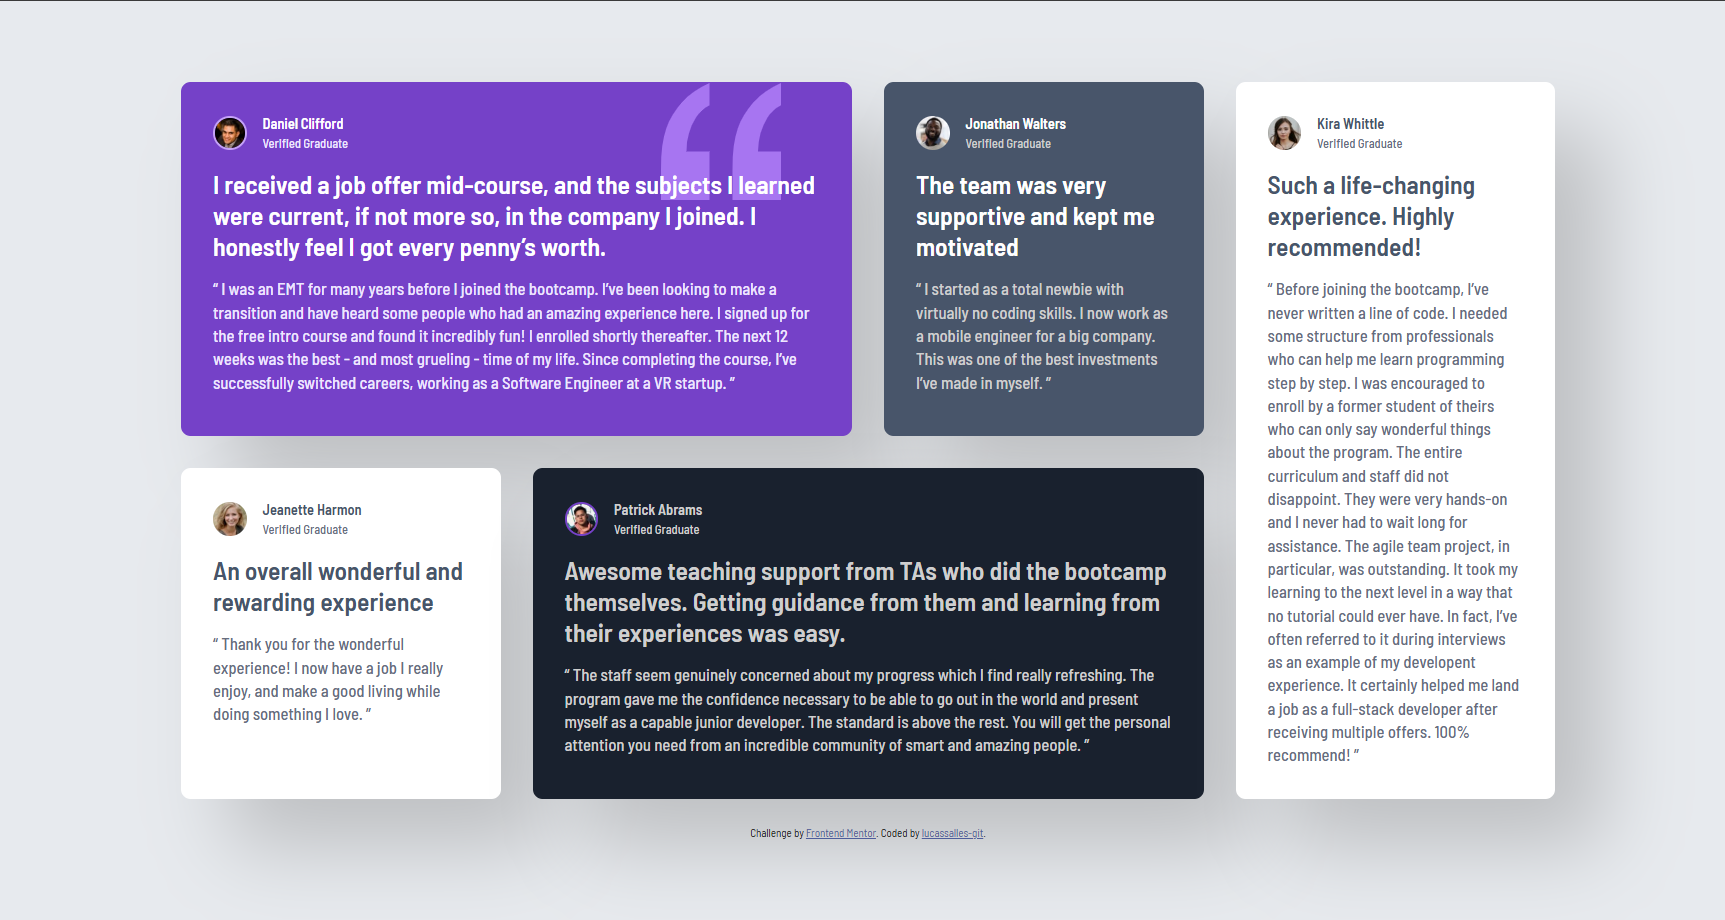 Daniel Clifford
Verified Graduate
I received a job offer mid-course, and the subjects I learned
were current, if not more so, in the company I joined. I
honestly feel I got every penny’s worth.
“ I was an EMT for many years before I joined the bootcamp. I’ve been looking to make a
transition and have heard some people who had an amazing experience here. I signed up for
the free intro course and found it incredibly fun! I enrolled shortly thereafter. The next 12
weeks was the best - and most grueling - time of my life. Since completing the course, I’ve
successfully switched careers, working as a Software Engineer at a VR startup. ”
Jonathan Walters
Verified Graduate
The team was very
supportive and kept me
motivated
“ I started as a total newbie with
virtually no coding skills. I now work as
a mobile engineer for a big company.
This was one of the best investments
I’ve made in myself. ”
Kira Whittle
Verified Graduate
Such a life-changing
experience. Highly
recommended!
“ Before joining the bootcamp, I’ve
never written a line of code. I needed
some structure from professionals
who can help me learn programming
step by step. I was encouraged to
enroll by a former student of theirs
who can only say wonderful things
about the program. The entire
curriculum and staff did not
disappoint. They were very hands-on
and I never had to wait long for
assistance. The agile team project, in
particular, was outstanding. It took my
learning to the next level in a way that
no tutorial could ever have. In fact, I’ve
often referred to it during interviews
as an example of my developent
experience. It certainly helped me land
a job as a full-stack developer after
receiving multiple offers. 100%
recommend! ”
Jeanette Harmon
Verified Graduate
An overall wonderful and
rewarding experience
“ Thank you for the wonderful
experience! I now have a job I really
enjoy, and make a good living while
doing something I love. ”
Patrick Abrams
Verified Graduate
Awesome teaching support from TAs who did the bootcamp
themselves. Getting guidance from them and learning from
their experiences was easy.
“ The staff seem genuinely concerned about my progress which I find really refreshing. The
program gave me the confidence necessary to be able to go out in the world and present
myself as a capable junior developer. The standard is above the rest. You will get the personal
attention you need from an incredible community of smart and amazing people. ”
Challenge by Frontend Mentor. Coded by lucassalles-git.